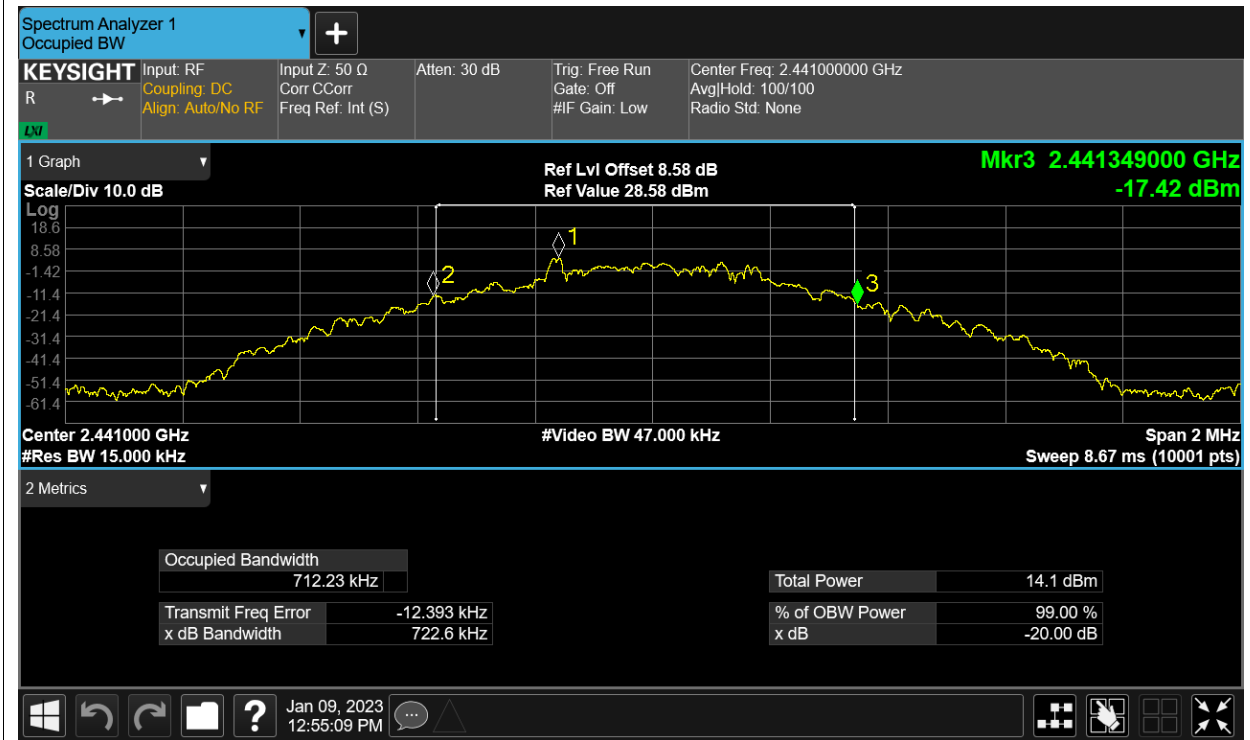 Spectrum Analyzer 1
Occupied BW
KEYSIGHT
R
LXI
Input: RF
Coupling: DC
Align: Auto/No RF
Input Z: 50 Ω
Corr CCorr
Freq Ref: Int (S)
Atten: 30 dB
Trig: Free Run
Gate: Off
#IF Gain: Low
Center Freq: 2.441000000 GHz
Avg|Hold: 100/100
Radio Std: None
1 Graph
Scale/Div 10.0 dB
Ref Lvl Offset 8.58 dB
Ref Value 28.58 dBm
Mkr3 2.441349000 GHz
-17.42 dBm
Log
18.6
8.58
-1.42
-11.4
-21.4
-31.4
-41.4
-51.4
-61.4
1
2
3
Center 2.441000 GHz
#Video BW 47.000 kHz
Span 2 MHz
#Res BW 15.000 kHz
Sweep 8.67 ms (10001 pts)
2 Metrics
Occupied Bandwidth
712.23 kHz
Transmit Freq Error -12.393 kHz
x dB Bandwidth 722.6 kHz
Total Power 14.1 dBm
% of OBW Power 99.00 %
x dB -20.00 dB
?
Jan 09, 2023
12:55:09 PM